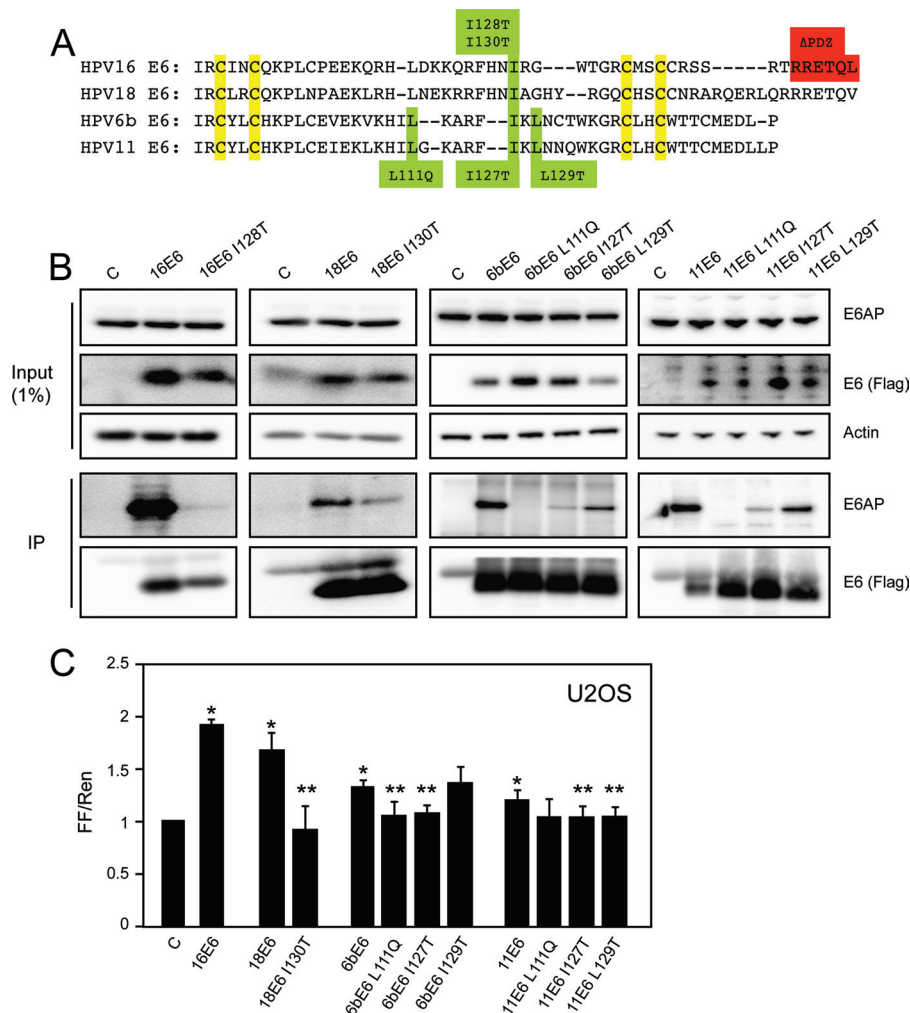 A
I128T
I130T
ΔPDZ
HPV16 E6: IRCINCQKPLCPEEKQRH-LDKKQRFHNIRG---WTGRCMSCCRSS-----RTRRETQL
HPV18 E6: IRCLRCQKPLNPAEKLRH-LNEKRRFHNIAGHY--RGQCHSCCNRARQERLQRRRETQV
HPV6b E6: IRCYLCHKPLCEVEKVKHIL--KARF--IKLNCTWKGRCLHCWTTCMEDL-P
HPV11 E6: IRCYLCHKPLCEIEKLKHILG-KARF--IKLNNQWKGRCLHCWTTCMEDLLP
L111Q I127T L129T
B
C 16E6 16E6 I128T C 18E6 18E6 I130T C 6bE6 6bE6 L111Q 6bE6 I127T 6bE6 L129T C 11E6 11E6 L111Q 11E6 I127T 11E6 L129T
Input
(1%)
E6AP
E6 (Flag)
Actin
IP
E6AP
E6 (Flag)
C
U2OS
FF/Ren
2.5
2
1.5
1
0.5
0
* * ** * ** ** * ** **
C 16E6 18E6 18E6 I130T 6bE6 6bE6 L111Q 6bE6 I127T 6bE6 I129T 11E6 11E6 L111Q 11E6 I127T 11E6 L129T